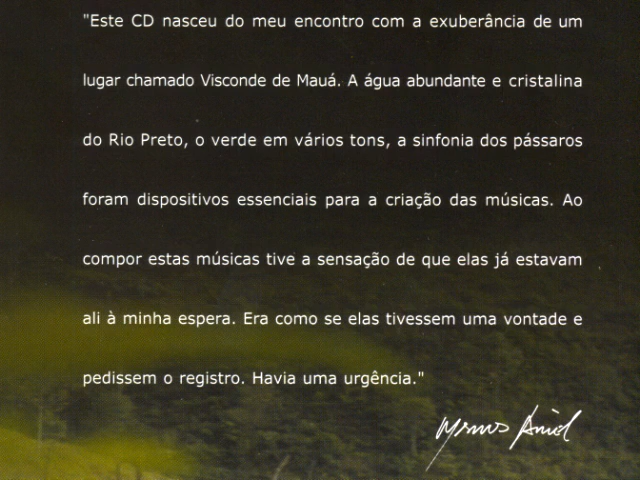 "Este CD nasceu do meu encontro com a exuberância de um
lugar chamado Visconde de Mauá. A água abundante e cristalina
do Rio Preto, o verde em vários tons, a sinfonia dos pássaros
foram dispositivos essenciais para a criação das músicas. Ao
compor estas músicas tive a sensação de que elas já estavam
ali à minha espera. Era como se elas tivessem uma vontade e
pedissem o registro. Havia uma urgência."